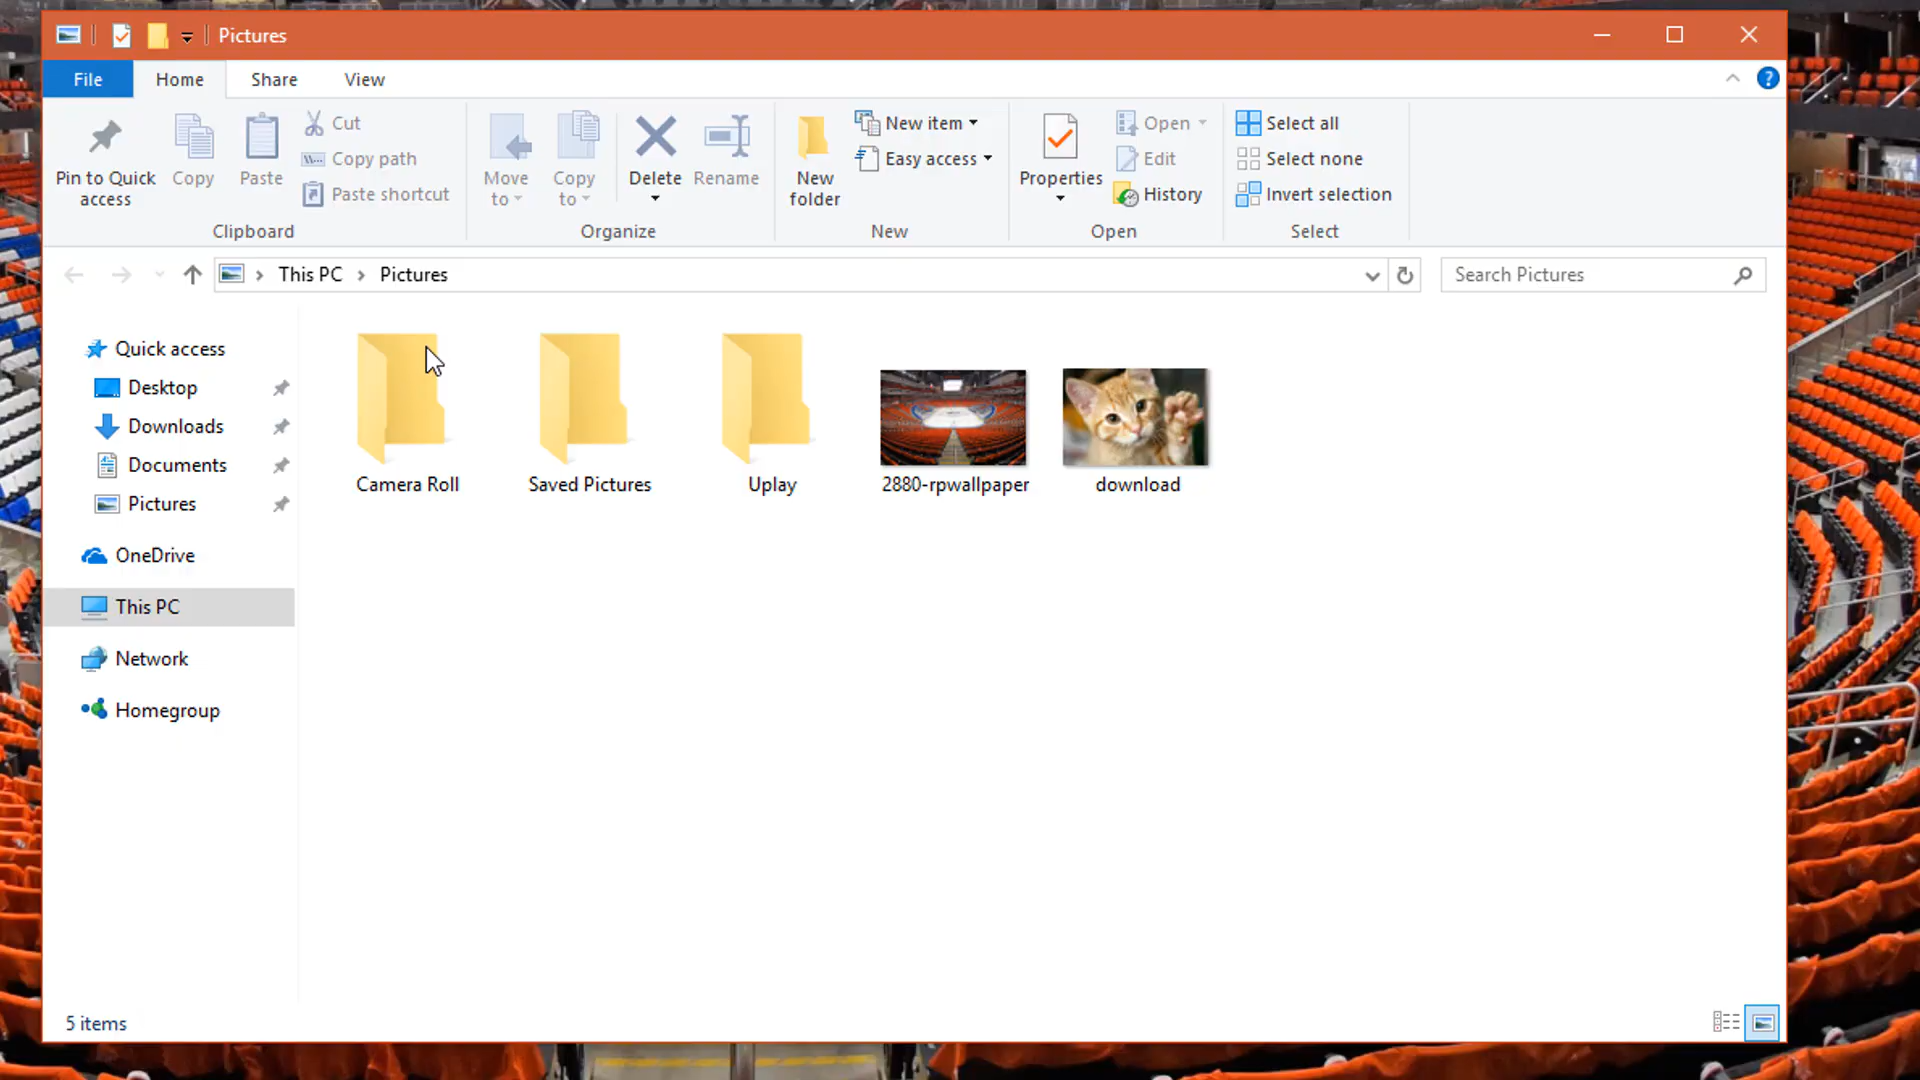 Pictures
File Home Share View
?
Pin to Quick access
Copy
Paste
Cut
Copy path
Paste shortcut
Clipboard
Move to
Copy to
Delete
Rename
Organize
New folder
New item
Easy access
New
Properties
Open
Edit
History
Open
Select all
Select none
Invert selection
Select
This PC > Pictures
Search Pictures
Quick access
Desktop
Downloads
Documents
Pictures
OneDrive
This PC
Network
Homegroup
Camera Roll
Saved Pictures
Uplay
2880-rpwallpaper
download
5 items